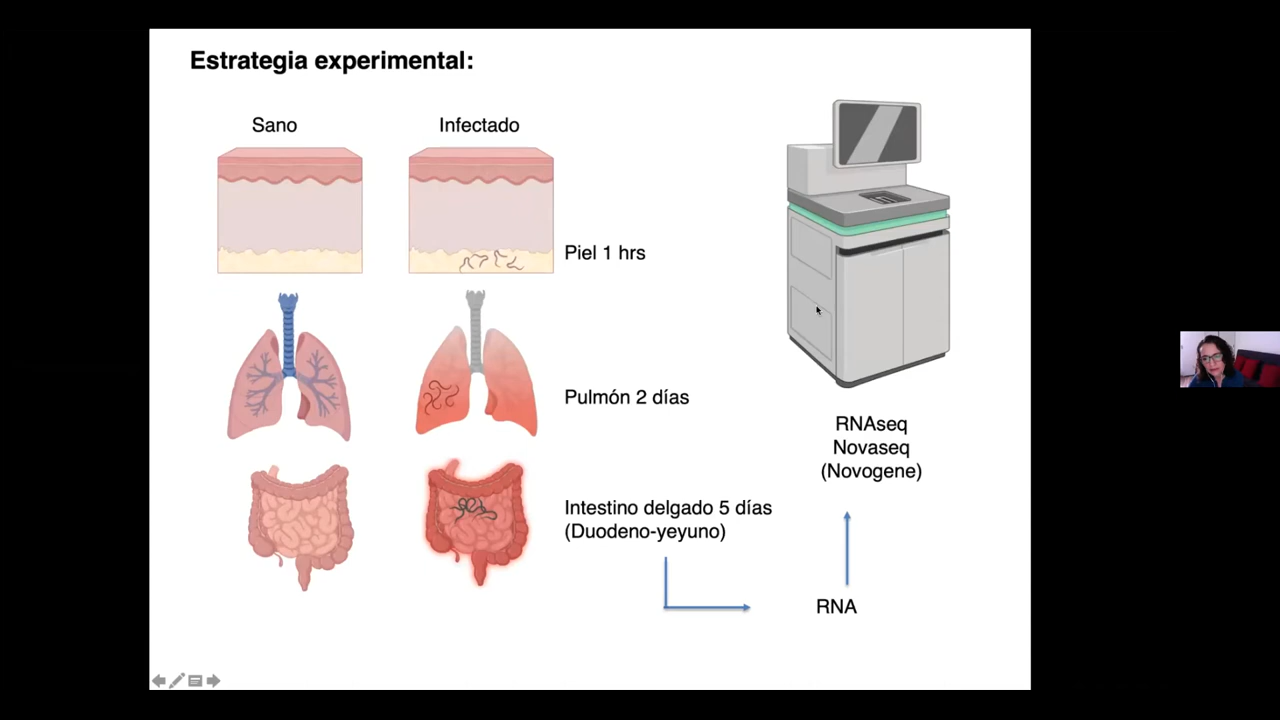 Estrategia experimental:
Sano
Infectado
Piel 1 hrs
Pulmón 2 días
Intestino delgado 5 días
(Duodeno-yeyuno)
RNAseq
Novaseq
(Novogene)
RNA